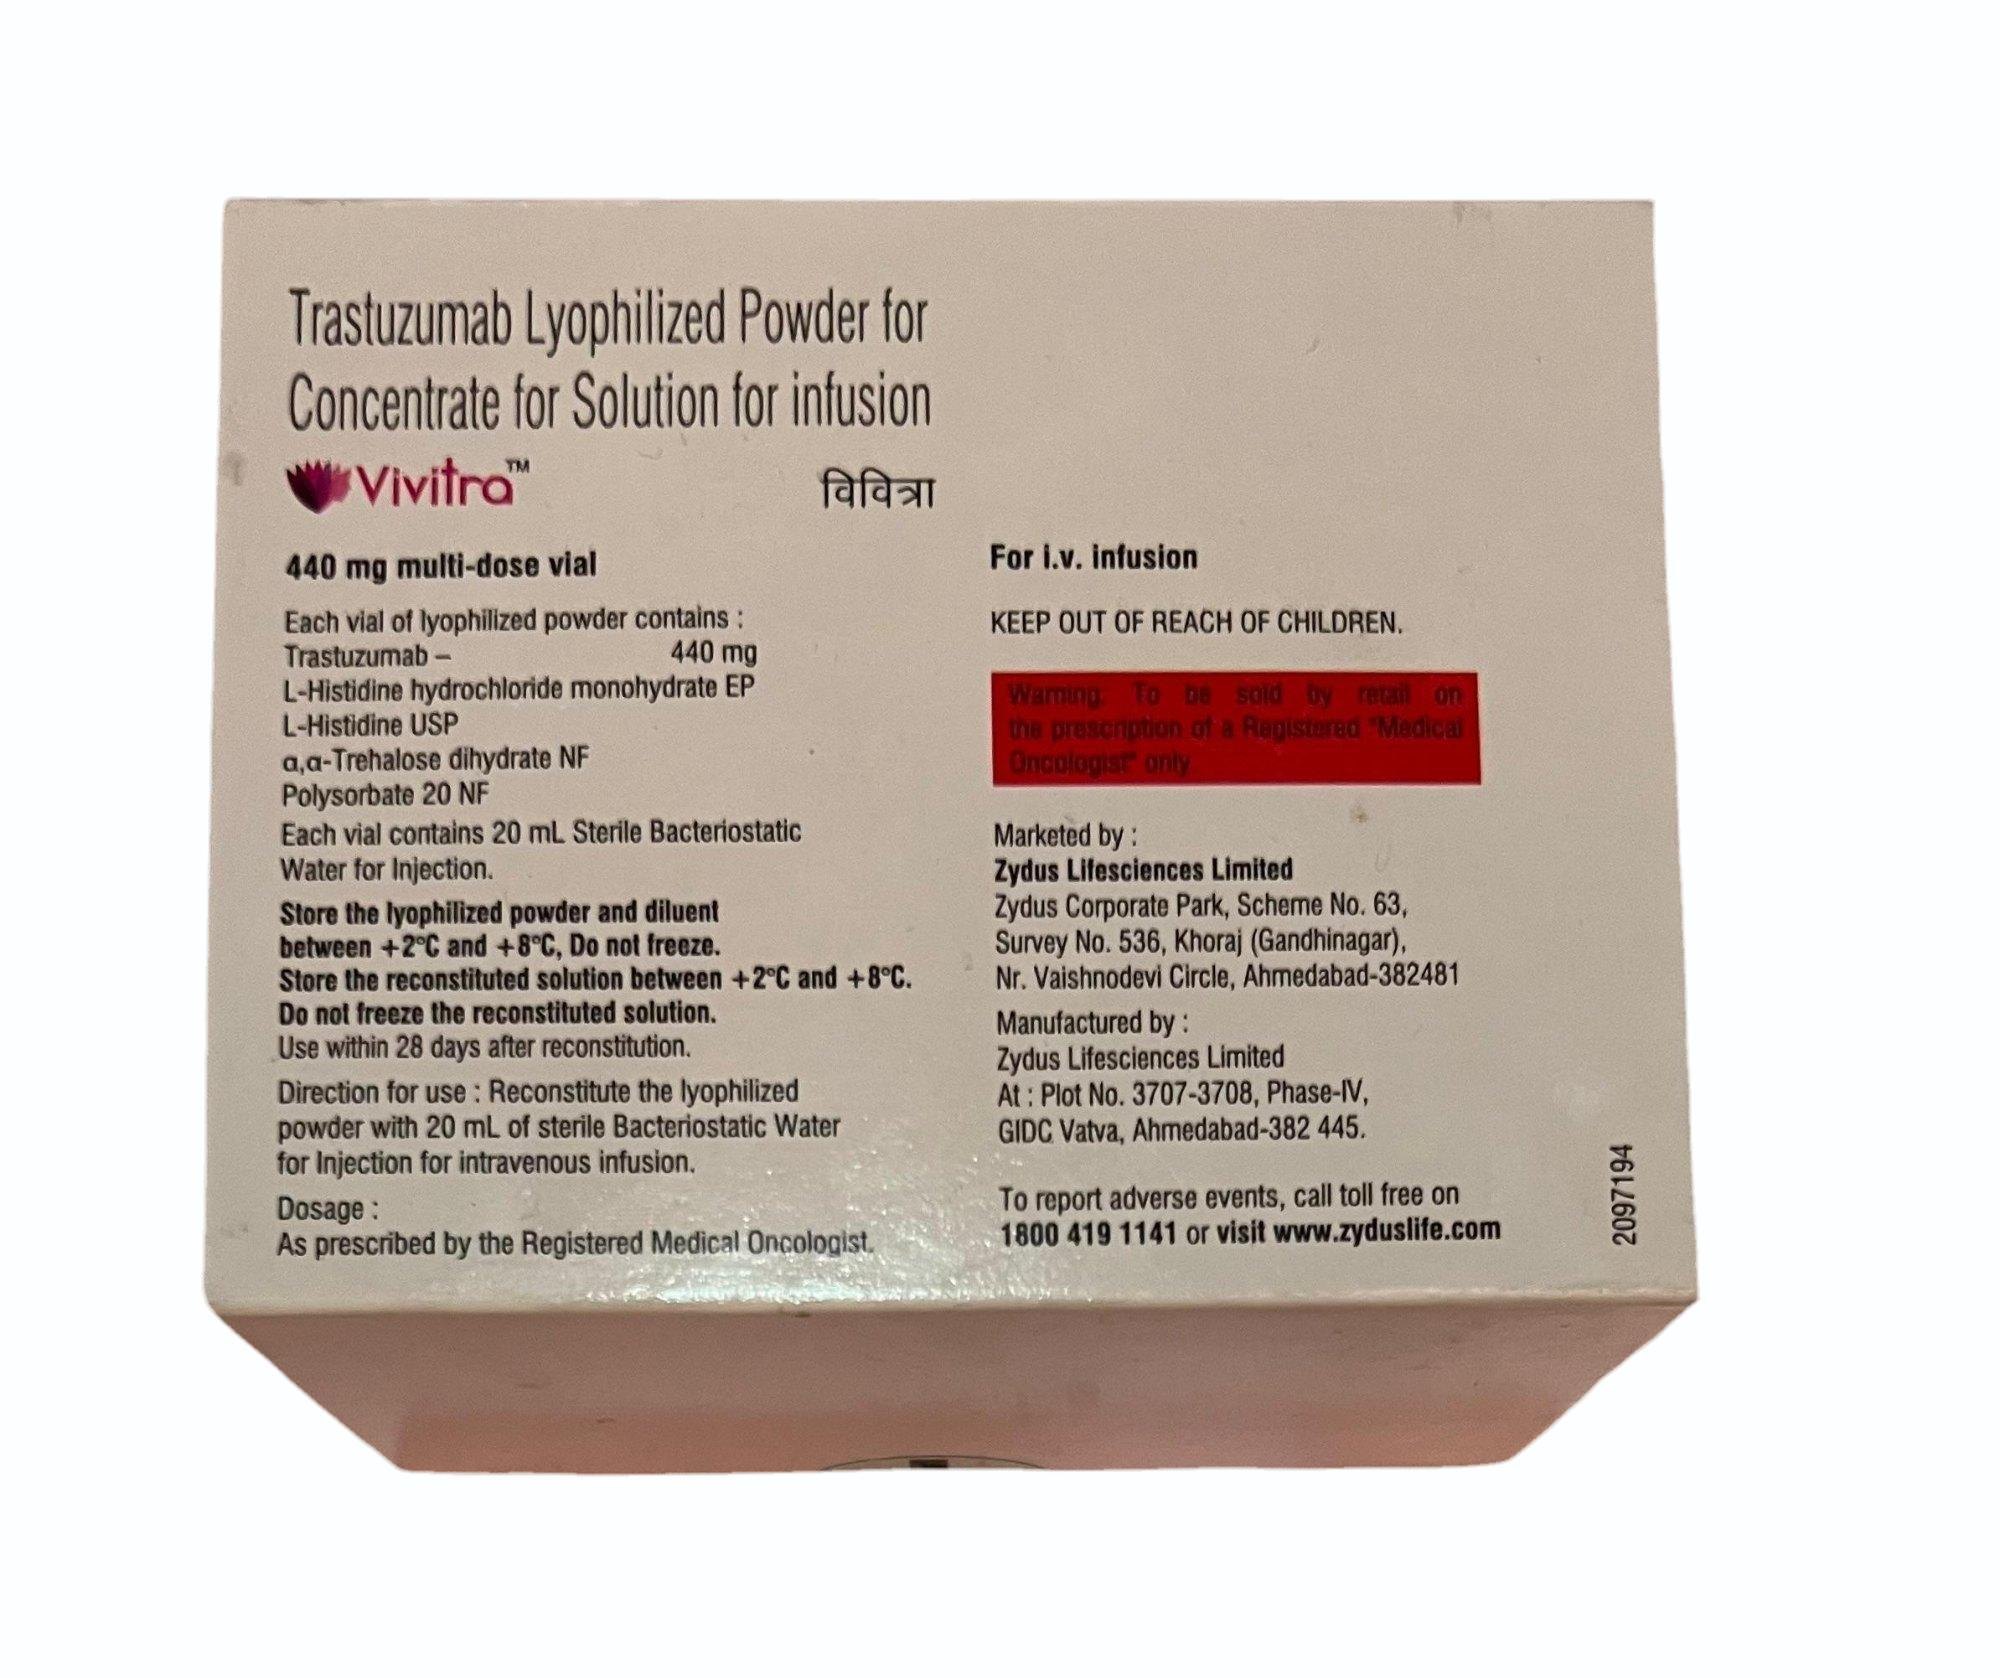 Trastuzumab Lyophilized Powder for
Concentrate for Solution for infusion
Vivitra™
विवित्रा
440 mg multi-dose vial
Each vial of lyophilized powder contains :
Trastuzumab – 440 mg
L-Histidine hydrochloride monohydrate EP
L-Histidine USP
α,α-Trehalose dihydrate NF
Polysorbate 20 NF
Each vial contains 20 mL Sterile Bacteriostatic
Water for Injection.
Store the lyophilized powder and diluent
between +2°C and +8°C, Do not freeze.
Store the reconstituted solution between +2°C and +8°C.
Do not freeze the reconstituted solution.
Use within 28 days after reconstitution.
Direction for use : Reconstitute the lyophilized
powder with 20 mL of sterile Bacteriostatic Water
for Injection for intravenous infusion.
Dosage :
As prescribed by the Registered Medical Oncologist.
For i.v. infusion
KEEP OUT OF REACH OF CHILDREN.
Warning: To be sold by retail on
the prescription of a Registered "Medical
Oncologist" only
Marketed by :
Zydus Lifesciences Limited
Zydus Corporate Park, Scheme No. 63,
Survey No. 536, Khoraj (Gandhinagar),
Nr. Vaishnodevi Circle, Ahmedabad-382481
Manufactured by :
Zydus Lifesciences Limited
At : Plot No. 3707-3708, Phase-IV,
GIDC Vatva, Ahmedabad-382 445.
To report adverse events, call toll free on
1800 419 1141 or visit www.zyduslife.com
2097194